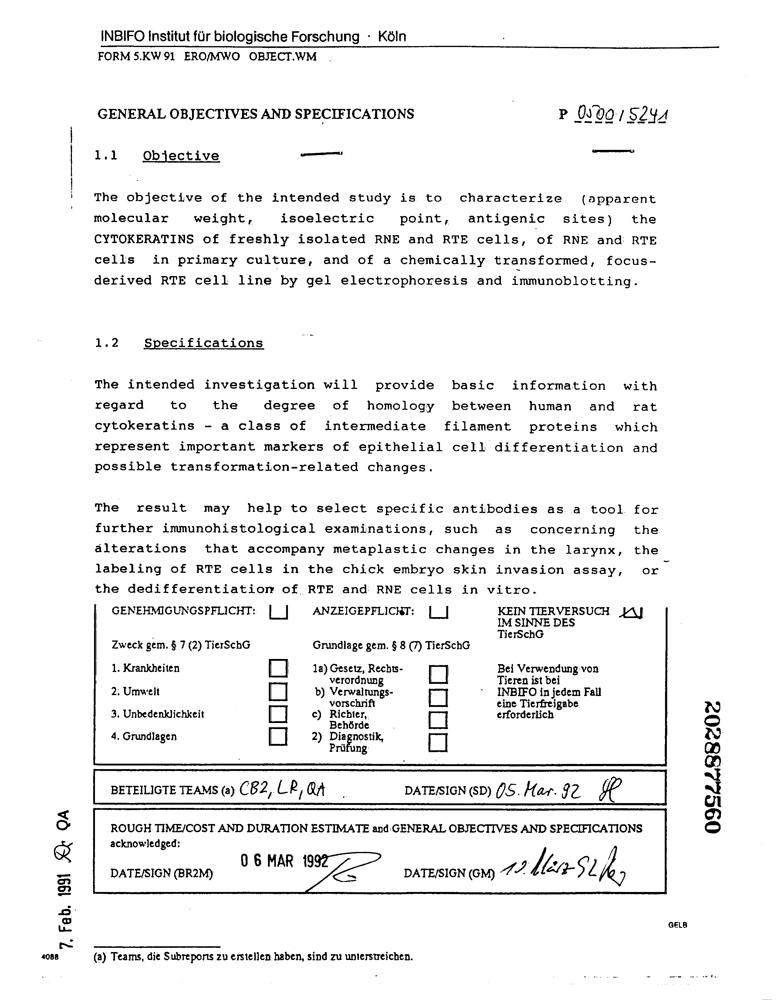 INBIFO Institut für biologische Forschung · Köln
FORM 5.KW 91 ERO/MWO OBJECT.WM
GENERAL OBJECTIVES AND SPECIFICATIONS P 0500/5241
1.1 Objective
The objective of the intended study is to characterize (apparent
molecular weight, isoelectric point, antigenic sites) the
CYTOKERATINS of freshly isolated RNE and RTE cells, of RNE and RTE
cells in primary culture, and of a chemically transformed, focus-
derived RTE cell line by gel electrophoresis and immunoblotting.
1.2 Specifications
The intended investigation will provide basic information with
regard to the degree of homology between human and rat
cytokeratins - a class of intermediate filament proteins which
represent important markers of epithelial cell differentiation and
possible transformation-related changes.
The result may help to select specific antibodies as a tool for
further immunohistological examinations, such as concerning the
alterations that accompany metaplastic changes in the larynx, the
labeling of RTE cells in the chick embryo skin invasion assay, or
the dedifferentiation of RTE and RNE cells in vitro.
GENEHMIGUNGSPFLICHT: ANZEIGEPFLICHT: KEIN TIERVERSUCH
IM SINNE DES
TierSchG
Zweck gem. § 7 (2) TierSchG Grundlage gem. § 8 (7) TierSchG
1. Krankheiten 1a) Gesetz, Rechts- Bei Verwendung von
verordnung Tieren ist bei
2. Umwelt b) Verwaltungs- INBIFO in jedem Fall
vorschrift eine Tierfreigabe
3. Unbedenklichkeit c) Richter, erforderlich
Behörde
4. Grundlagen 2) Diagnostik,
Prüfung
BETEILIGTE TEAMS (a) CB2, LR, QA DATE/SIGN (SD) 05. Mar. 92
ROUGH TIME/COST AND DURATION ESTIMATE and GENERAL OBJECTIVES AND SPECIFICATIONS
acknowledged:
DATE/SIGN (BR2M) 06 MAR 1992 DATE/SIGN (GM) März 92
GELB
(a) Teams, die Subreports zu erstellen haben, sind zu unterstreichen.
4088
7. Feb. 1991 QA
2028877560